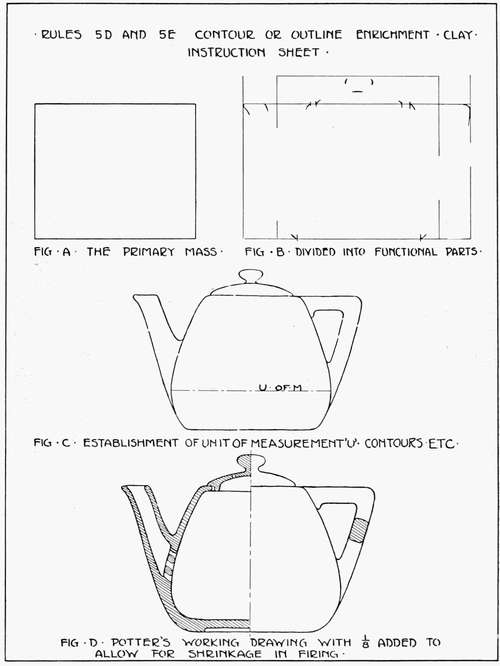 · RULES 5D AND 5E CONTOUR OR OUTLINE ENRICHMENT · CLAY ·
INSTRUCTION SHEET ·
FIG · A · THE PRIMARY MASS ·
FIG · B · DIVIDED INTO FUNCTIONAL PARTS ·
U · OF · M
FIG · C · ESTABLISHMENT OF UNIT OF MEASUREMENT 'U' · CONTOURS · ETC ·
FIG · D · POTTER'S WORKING DRAWING WITH 1/8 ADDED TO
ALLOW FOR SHRINKAGE IN FIRING ·